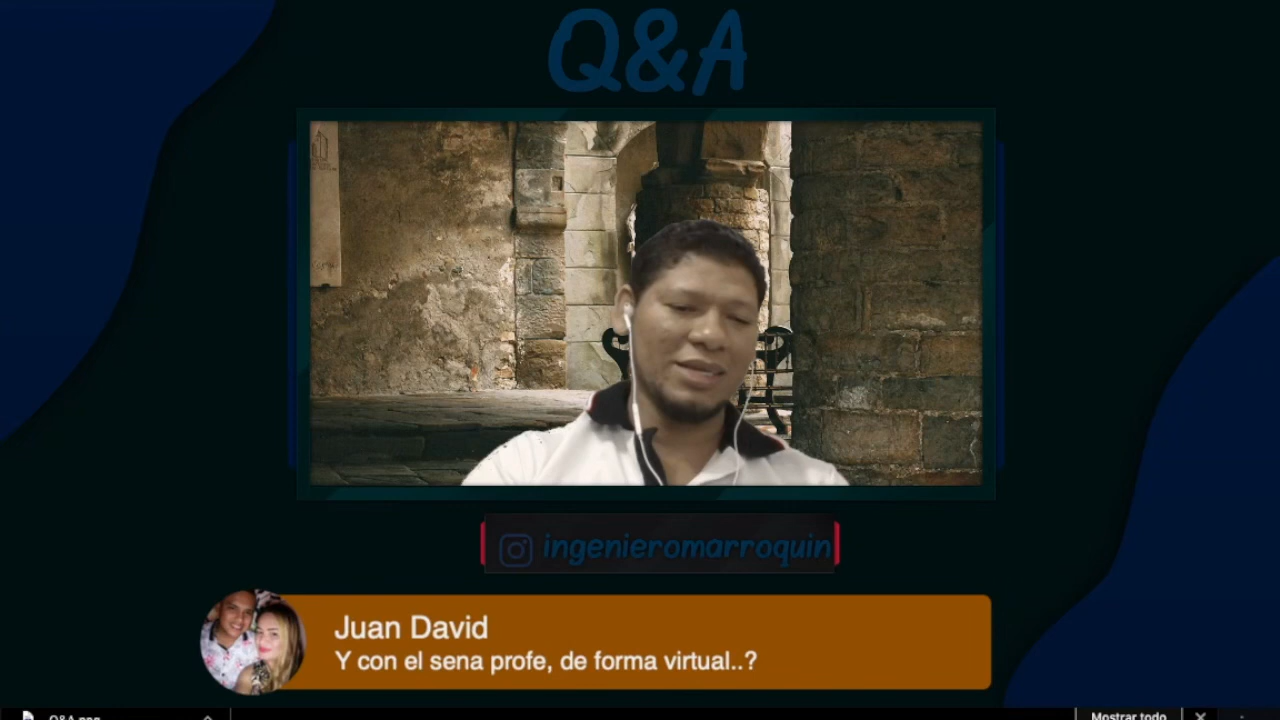 Q&A
ingenieromarroquin
Juan David
Y con el sena profe, de forma virtual..?
Mostrar todo